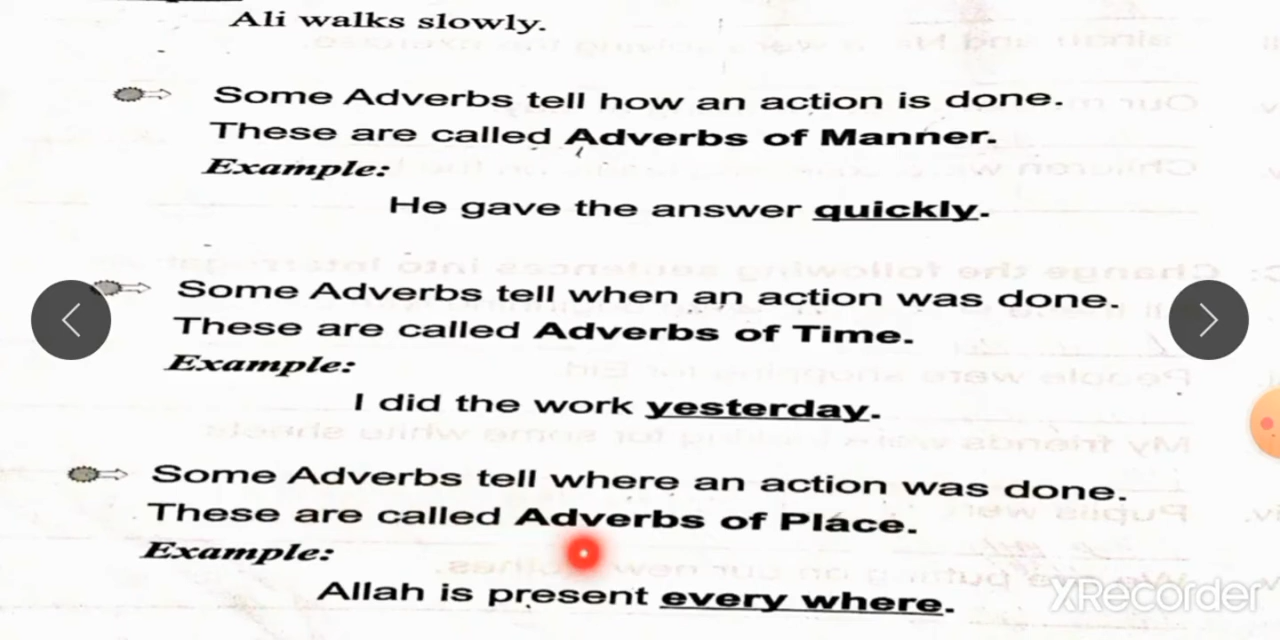 Ali walks slowly.
Some Adverbs tell how an action is done.
These are called Adverbs of Manner.
Example:
He gave the answer quickly.
Some Adverbs tell when an action was done.
These are called Adverbs of Time.
Example:
I did the work yesterday.
Some Adverbs tell where an action was done.
These are called Adverbs of Place.
Example:
Allah is present every where.
XRecorder